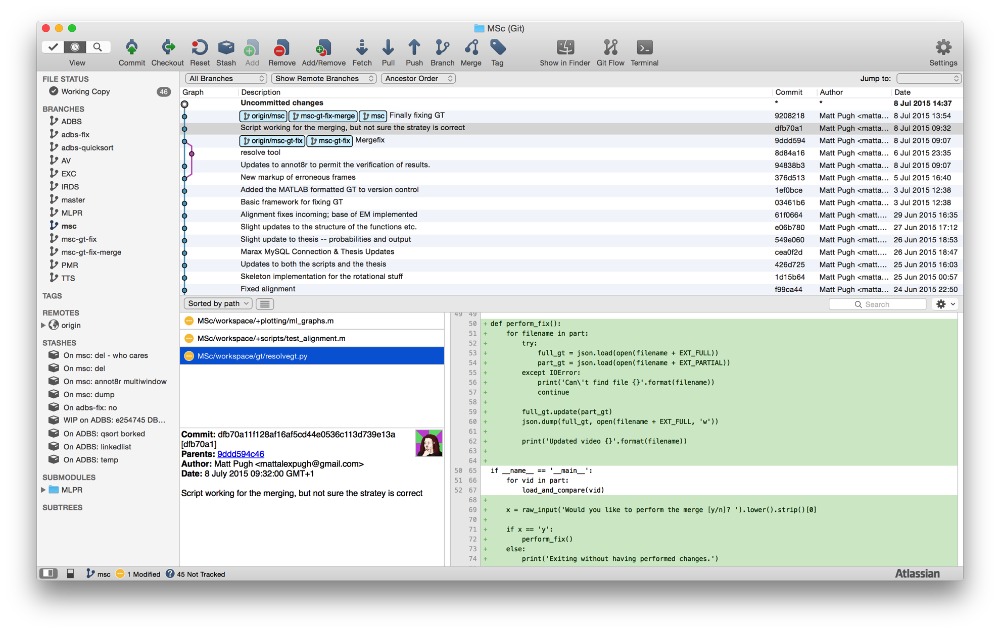 MSc (Git)
View
Commit
Checkout
Reset
Stash
Add
Remove
Add/Remove
Fetch
Pull
Push
Branch
Merge
Tag
Show in Finder
Git Flow
Terminal
Settings
FILE STATUS
Working Copy 46
BRANCHES
ADBS
adbs-fix
adbs-quicksort
AV
EXC
IRDS
master
MLPR
msc
msc-gt-fix
msc-gt-fix-merge
PMR
TTS
TAGS
REMOTES
origin
STASHES
On msc: del - who cares
On msc: del
On msc: annot8r multiwindow
On msc: dump
On adbs-fix: no
WIP on ADBS: e254745 DB...
On ADBS: qsort borked
On ADBS: linkedlist
On ADBS: temp
SUBMODULES
MLPR
SUBTREES
All Branches Show Remote Branches Ancestor Order Jump to:
Graph Description Commit Author Date
Uncommitted changes * * 8 Jul 2015 14:37
origin/msc msc-gt-fix-merge msc Finally fixing GT 9208218 Matt Pugh <matta... 8 Jul 2015 13:54
Script working for the merging, but not sure the stratey is correct dfb70a1 Matt Pugh <matta... 8 Jul 2015 09:32
origin/msc-gt-fix msc-gt-fix Mergefix 9ddd594 Matt Pugh <matta... 8 Jul 2015 09:07
resolve tool 8d84a16 Matt Pugh <matta... 6 Jul 2015 23:35
Updates to annot8r to permit the verification of results. 94838b3 Matt Pugh <matta... 8 Jul 2015 09:07
New markup of erroneous frames 376d513 Matt Pugh <matta... 5 Jul 2015 16:40
Added the MATLAB formatted GT to version control 1ef0bce Matt Pugh <matta... 3 Jul 2015 12:38
Basic framework for fixing GT 03461b6 Matt Pugh <matta... 3 Jul 2015 12:38
Alignment fixes incoming; base of EM implemented 61f0664 Matt Pugh <matt.... 29 Jun 2015 16:35
Slight updates to the structure of the functions etc. e06b780 Matt Pugh <matt.... 27 Jun 2015 17:12
Slight update to thesis -- probabilities and output 549e060 Matt Pugh <matt.... 26 Jun 2015 18:53
Marax MySQL Connection & Thesis Updates cea0f2d Matt Pugh <matt.... 26 Jun 2015 18:47
Updates to both the scripts and the thesis 426d725 Matt Pugh <matt.... 25 Jun 2015 16:03
Skeleton implementation for the rotational stuff 1d15b64 Matt Pugh <matta... 25 Jun 2015 00:57
Fixed alignment f99ca44 Matt Pugh <matta... 24 Jun 2015 22:50
Sorted by path Search
MSc/workspace/+plotting/ml_graphs.m
MSc/workspace/+scripts/test_alignment.m
MSc/workspace/gt/resolvegt.py
Commit: dfb70a11f128af16af5cd44e0536c113d739e13a
[dfb70a1]
Parents: 9ddd594c46
Author: Matt Pugh <mattalexpugh@gmail.com>
Date: 8 July 2015 09:32:00 GMT+1
Script working for the merging, but not sure the stratey is correct
49 49
50 + def perform_fix():
51 + for filename in part:
52 + try:
53 + full_gt = json.load(open(filename + EXT_FULL))
54 + part_gt = json.load(open(filename + EXT_PARTIAL))
55 + except IOError:
56 + print('Can\'t find file {}'.format(filename))
57 + continue
58 +
59 + full_gt.update(part_gt)
60 + json.dump(full_gt, open(filename + EXT_FULL, 'w'))
61 +
62 + print('Updated video {}'.format(filename))
63 +
64 +
50 65 if __name__ == '__main__':
51 66 for vid in part:
52 67 load_and_compare(vid)
68 +
69 + x = raw_input('Would you like to perform the merge [y/n]? ').lower().strip()[0]
70 +
71 + if x == 'y':
72 + perform_fix()
73 + else:
74 + print('Exiting without having performed changes.')
msc 1 Modified ? 45 Not Tracked
Atlassian